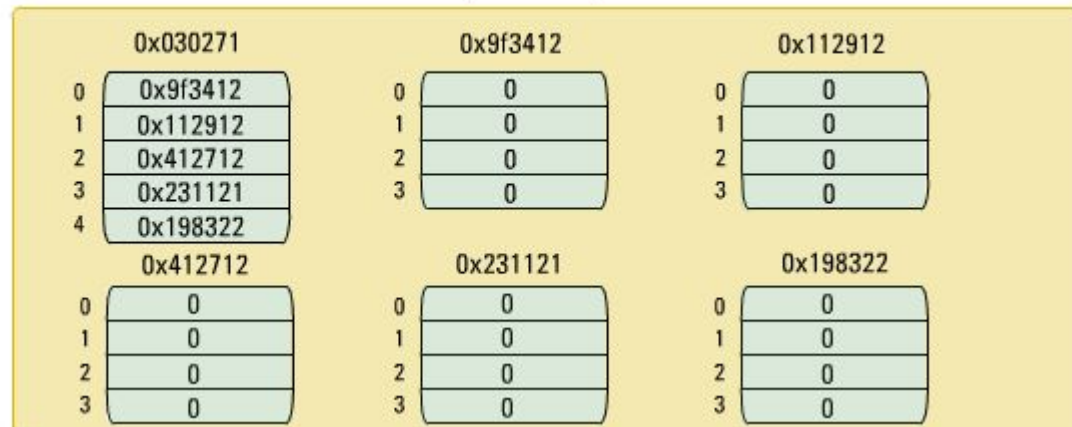 0x030271 0x9f3412 0x112912
0 0x9f3412 0 0 0 0
1 0x112912 1 0 1 0
2 0x412712 2 0 2 0
3 0x231121 3 0 3 0
4 0x198322
0x412712 0x231121 0x198322
0 0 0 0 0 0
1 0 1 0 1 0
2 0 2 0 2 0
3 0 3 0 3 0